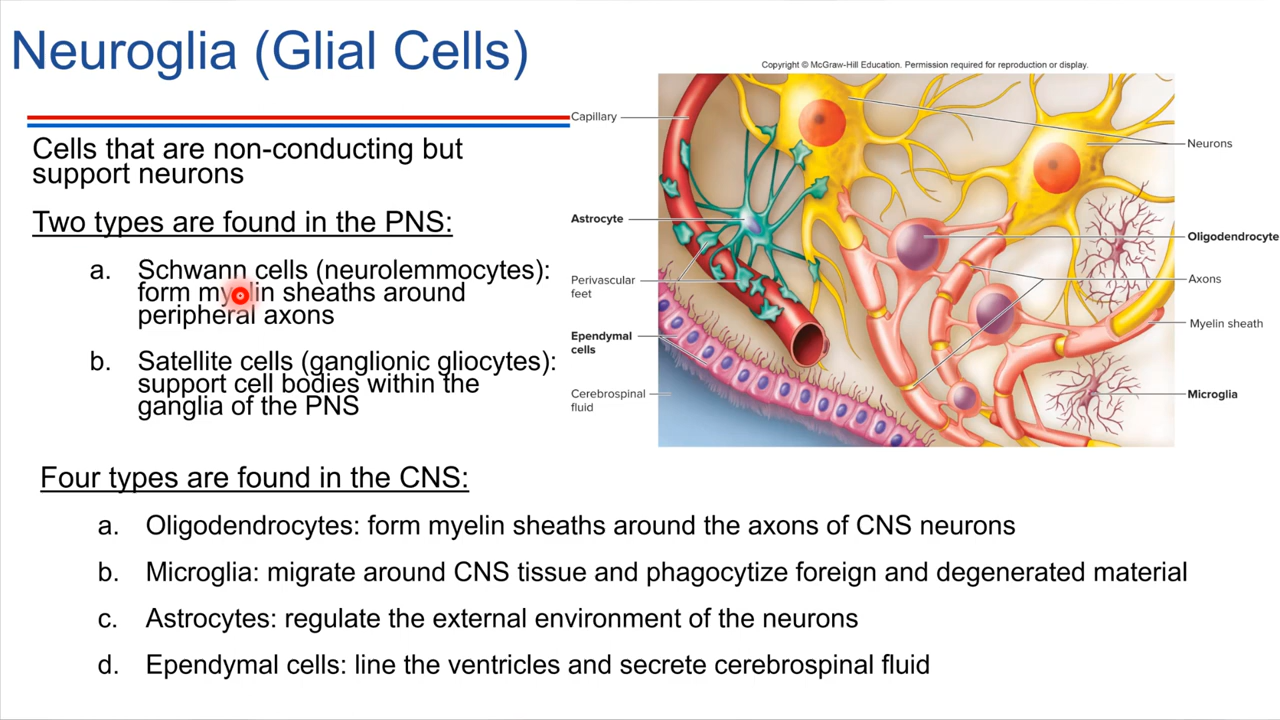 Neuroglia (Glial Cells)
Copyright © McGraw-Hill Education. Permission required for reproduction or display.
Cells that are non-conducting but
support neurons
Two types are found in the PNS:
a. Schwann cells (neurolemmocytes):
form myelin sheaths around
peripheral axons
b. Satellite cells (ganglionic gliocytes):
support cell bodies within the
ganglia of the PNS
Capillary
Astrocyte
Perivascular
feet
Ependymal
cells
Cerebrospinal
fluid
Neurons
Oligodendrocyte
Axons
Myelin sheath
Microglia
Four types are found in the CNS:
a. Oligodendrocytes: form myelin sheaths around the axons of CNS neurons
b. Microglia: migrate around CNS tissue and phagocytize foreign and degenerated material
c. Astrocytes: regulate the external environment of the neurons
d. Ependymal cells: line the ventricles and secrete cerebrospinal fluid